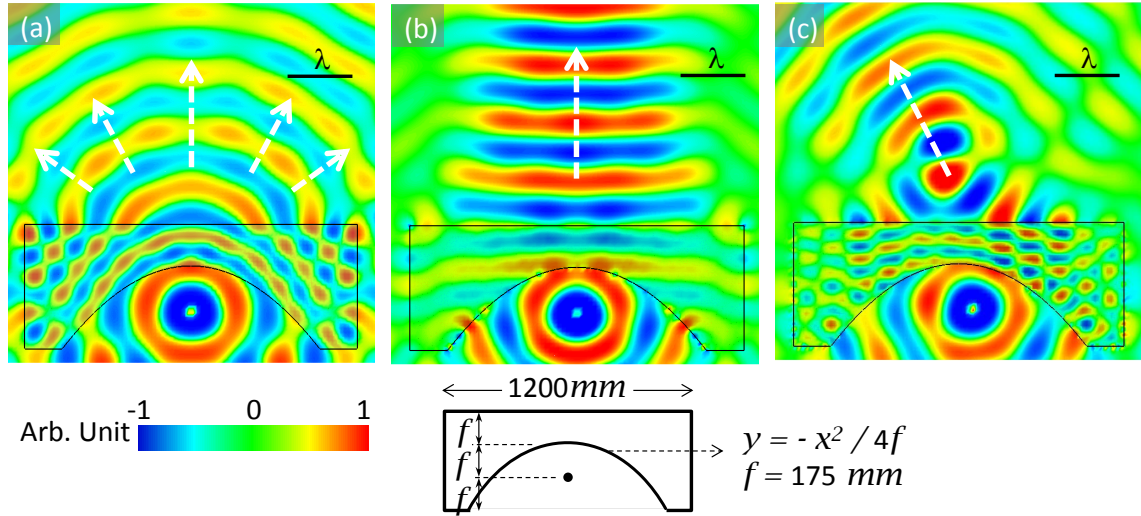 (a)
λ
(b)
λ
(c)
λ
Arb. Unit
-1 0 1
1200mm
f
f
f
y = - x² / 4f
f = 175 mm